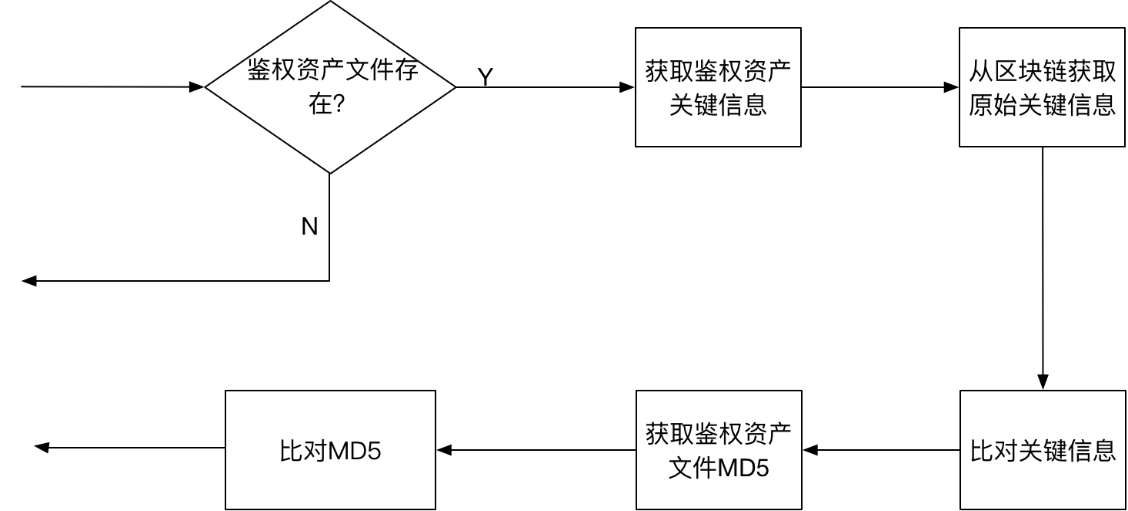 鉴权资产文件存
在?
Y
获取鉴权资产
关键信息
从区块链获取
原始关键信息
N
比对MD5
获取鉴权资产
文件MD5
比对关键信息